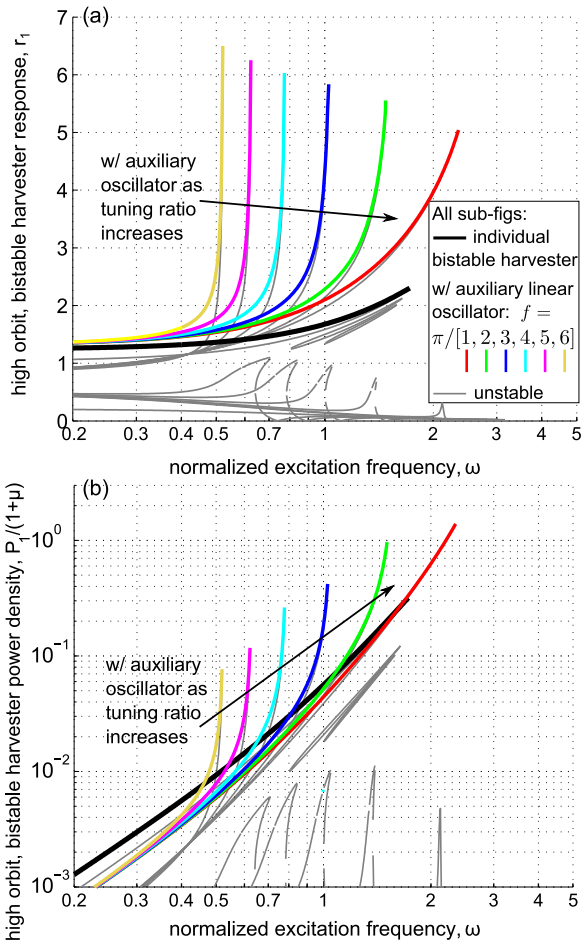 (a)
high orbit, bistable harvester response, r₁
7
6
5
4
3
2
1
0
w/ auxiliary
oscillator as
tuning ratio
increases
All sub-figs:
individual
bistable harvester
w/ auxiliary linear
oscillator: f =
π/[1, 2, 3, 4, 5, 6]
unstable
0.2 0.3 0.4 0.5 0.7 1 2 3 4 5
normalized excitation frequency, ω
(b)
high orbit, bistable harvester power density, P₁/(1+μ)
10⁰
10⁻¹
10⁻²
10⁻³
w/ auxiliary
oscillator as
tuning ratio
increases
0.2 0.3 0.4 0.5 0.7 1 2 3 4 5
normalized excitation frequency, ω